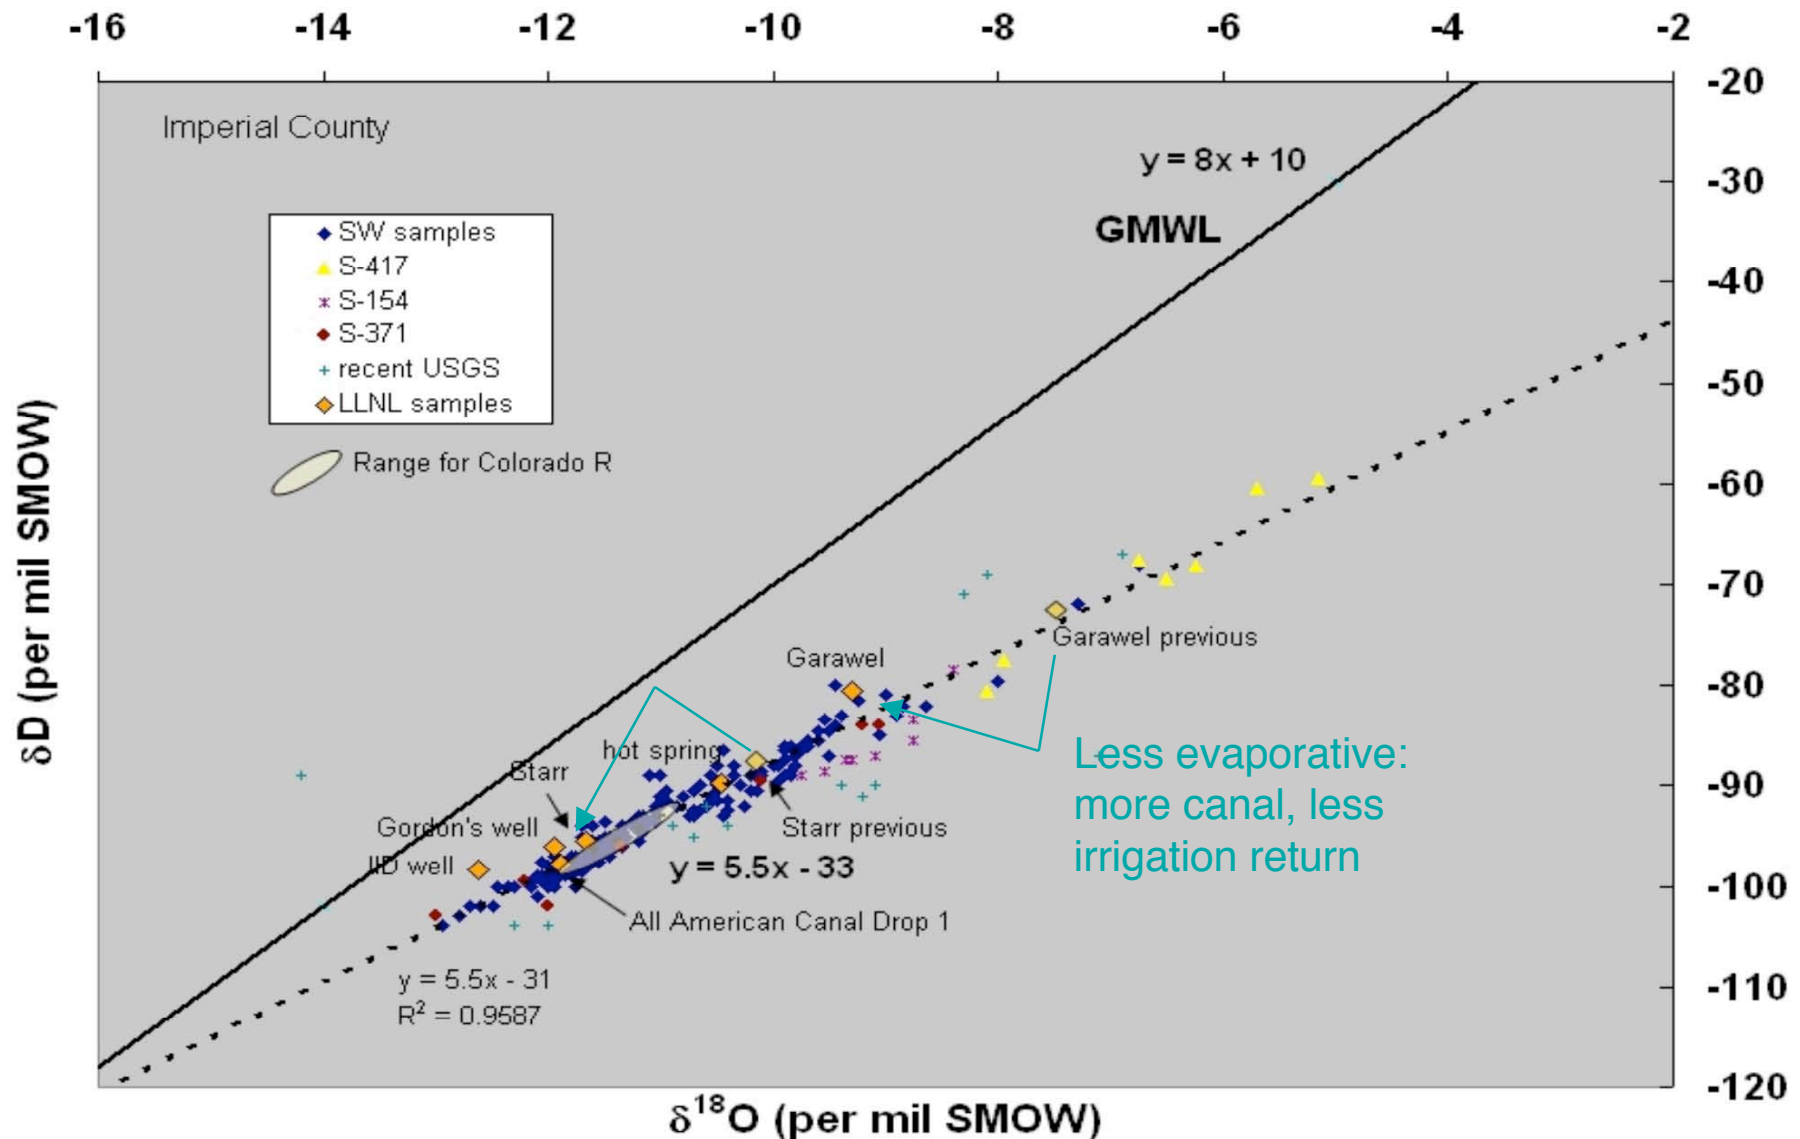 -16 -14 -12 -10 -8 -6 -4 -2
-20
Imperial County
y = 8x + 10
-30
GMWL
SW samples
S-417
S-154
S-371
recent USGS
LLNL samples
-40
-50
Range for Colorado R
-60
δD (per mil SMOW)
-70
Garawel previous
Garawel
-80
hot spring
Less evaporative:
more canal, less
irrigation return
Starr
-90
Gordon's well
Starr previous
IID well
y = 5.5x - 33
-100
All American Canal Drop 1
y = 5.5x - 31
R² = 0.9587
-110
-120
δ¹⁸O (per mil SMOW)